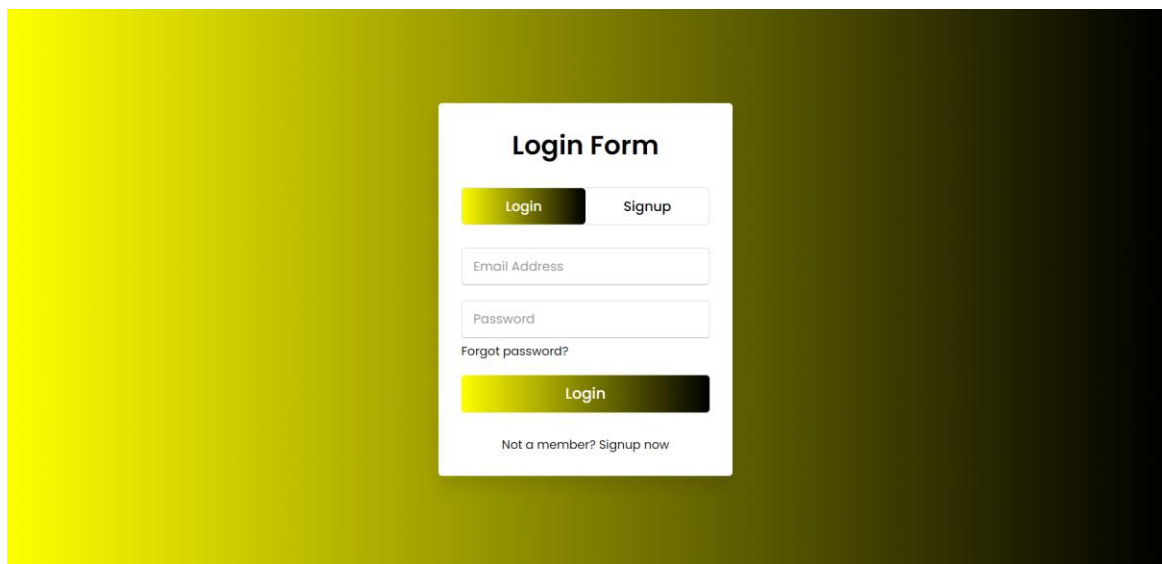 Login Form
Login Signup
Email Address
Password
Forgot password?
Login
Not a member? Signup now